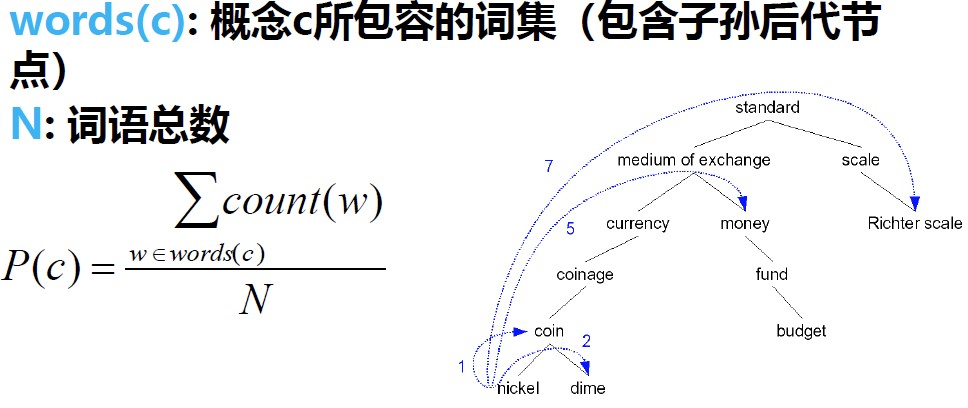 words(c): 概念c所包容的词集（包含子孙后代节
点）
N: 词语总数
P(c) = ∑count(w)
w∈words(c)
N
standard
medium of exchange
scale
7
currency
money
Richter scale
5
coinage
fund
coin
budget
1
2
nickel
dime